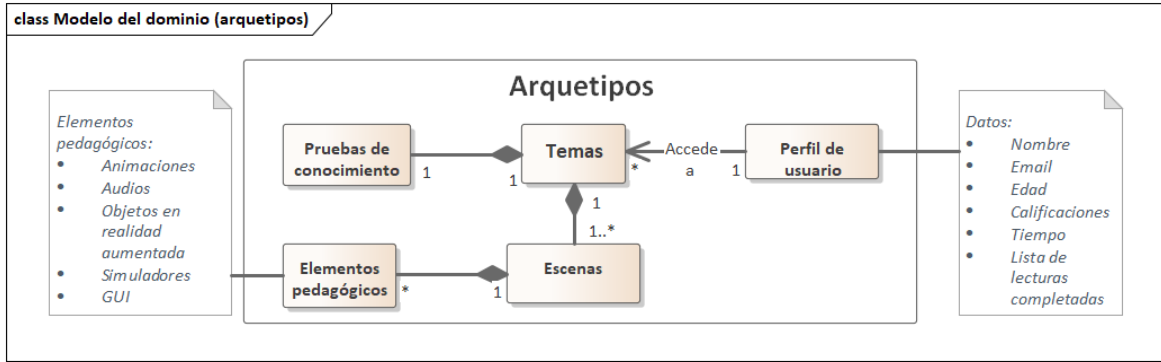 class Modelo del dominio (arquetipos)
Arquetipos
Elementos
pedagógicos:
• Animaciones
• Audios
• Objetos en
realidad
aumentada
• Simuladores
• GUI
Pruebas de
conocimiento
1
1
Temas
*
Accede
a
1
Perfil de
usuario
1
1..*
Elementos
pedagógicos
*
1
Escenas
Datos:
• Nombre
• Email
• Edad
• Calificaciones
• Tiempo
• Lista de
lecturas
completadas